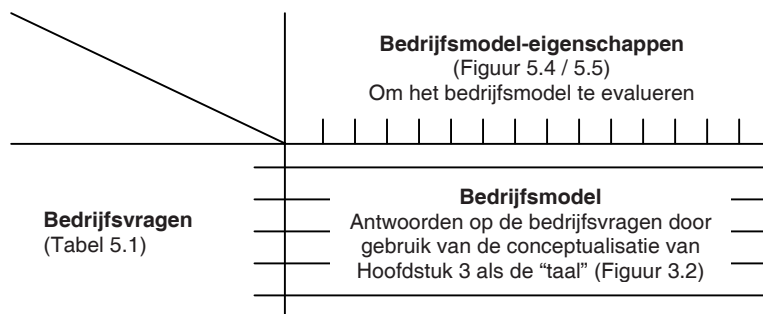 Bedrijfsmodel-eigenschappen
(Figuur 5.4 / 5.5)
Om het bedrijfsmodel te evalueren
Bedrijfsvragen
(Tabel 5.1)
Bedrijfsmodel
Antwoorden op de bedrijfsvragen door
gebruik van de conceptualisatie van
Hoofdstuk 3 als de “taal” (Figuur 3.2)